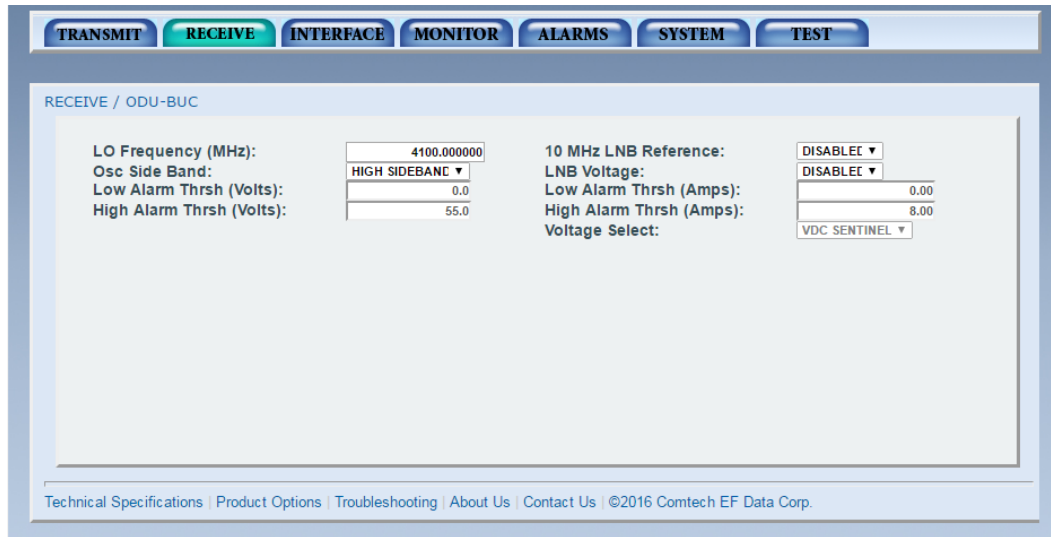 TRANSMIT RECEIVE INTERFACE MONITOR ALARMS SYSTEM TEST
RECEIVE / ODU-BUC
LO Frequency (MHz): 4100.000000 10 MHz LNB Reference: DISABLED
Osc Side Band: HIGH SIDEBAND LNB Voltage: DISABLED
Low Alarm Thrsh (Volts): 0.0 Low Alarm Thrsh (Amps): 0.00
High Alarm Thrsh (Volts): 55.0 High Alarm Thrsh (Amps): 8.00
Voltage Select: VDC SENTINEL
Technical Specifications | Product Options | Troubleshooting | About Us | Contact Us | ©2016 Comtech EF Data Corp.